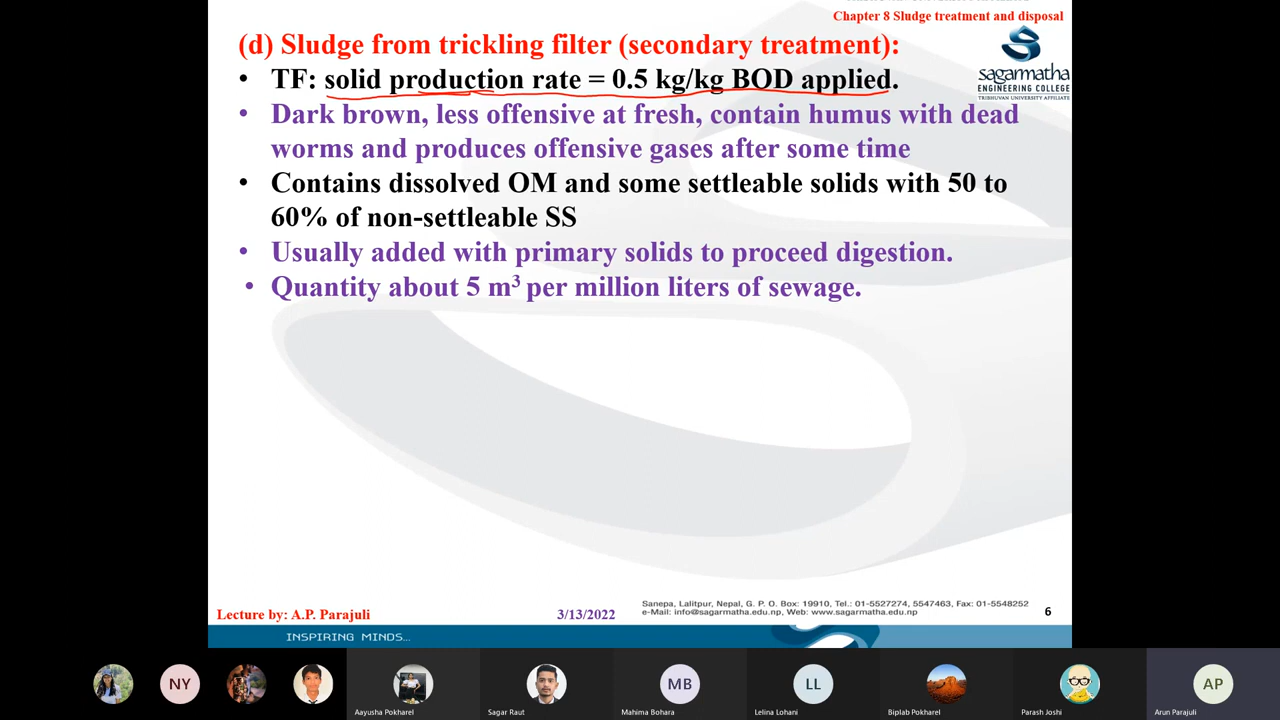 Chapter 8 Sludge treatment and disposal
(d) Sludge from trickling filter (secondary treatment):
• TF: solid production rate = 0.5 kg/kg BOD applied.
• Dark brown, less offensive at fresh, contain humus with dead
worms and produces offensive gases after some time
• Contains dissolved OM and some settleable solids with 50 to
60% of non-settleable SS
• Usually added with primary solids to proceed digestion.
• Quantity about 5 m³ per million liters of sewage.
sagarmatha
ENGINEERING COLLEGE
TRIBHUVAN UNIVERSITY AFFILIATE
Lecture by: A.P. Parajuli
3/13/2022
Sanepa, Lalitpur, Nepal, G. P. O. Box: 19910, Tel.: 01-5527274, 5547463, Fax: 01-5548252
e-Mail: info@sagarmatha.edu.np, Web: www.sagarmatha.edu.np
6
INSPIRING MINDS...
NY
MB
LL
AP
Aayusha Pokharel
Sagar Raut
Mahima Bohara
Lelina Lohani
Biplab Pokharel
Parash Joshi
Arun Parajuli